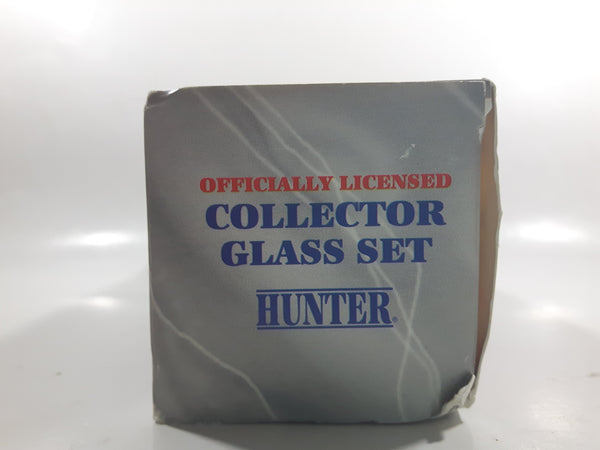 OFFICIALLY LICENSED
COLLECTOR
GLASS SET
HUNTER®